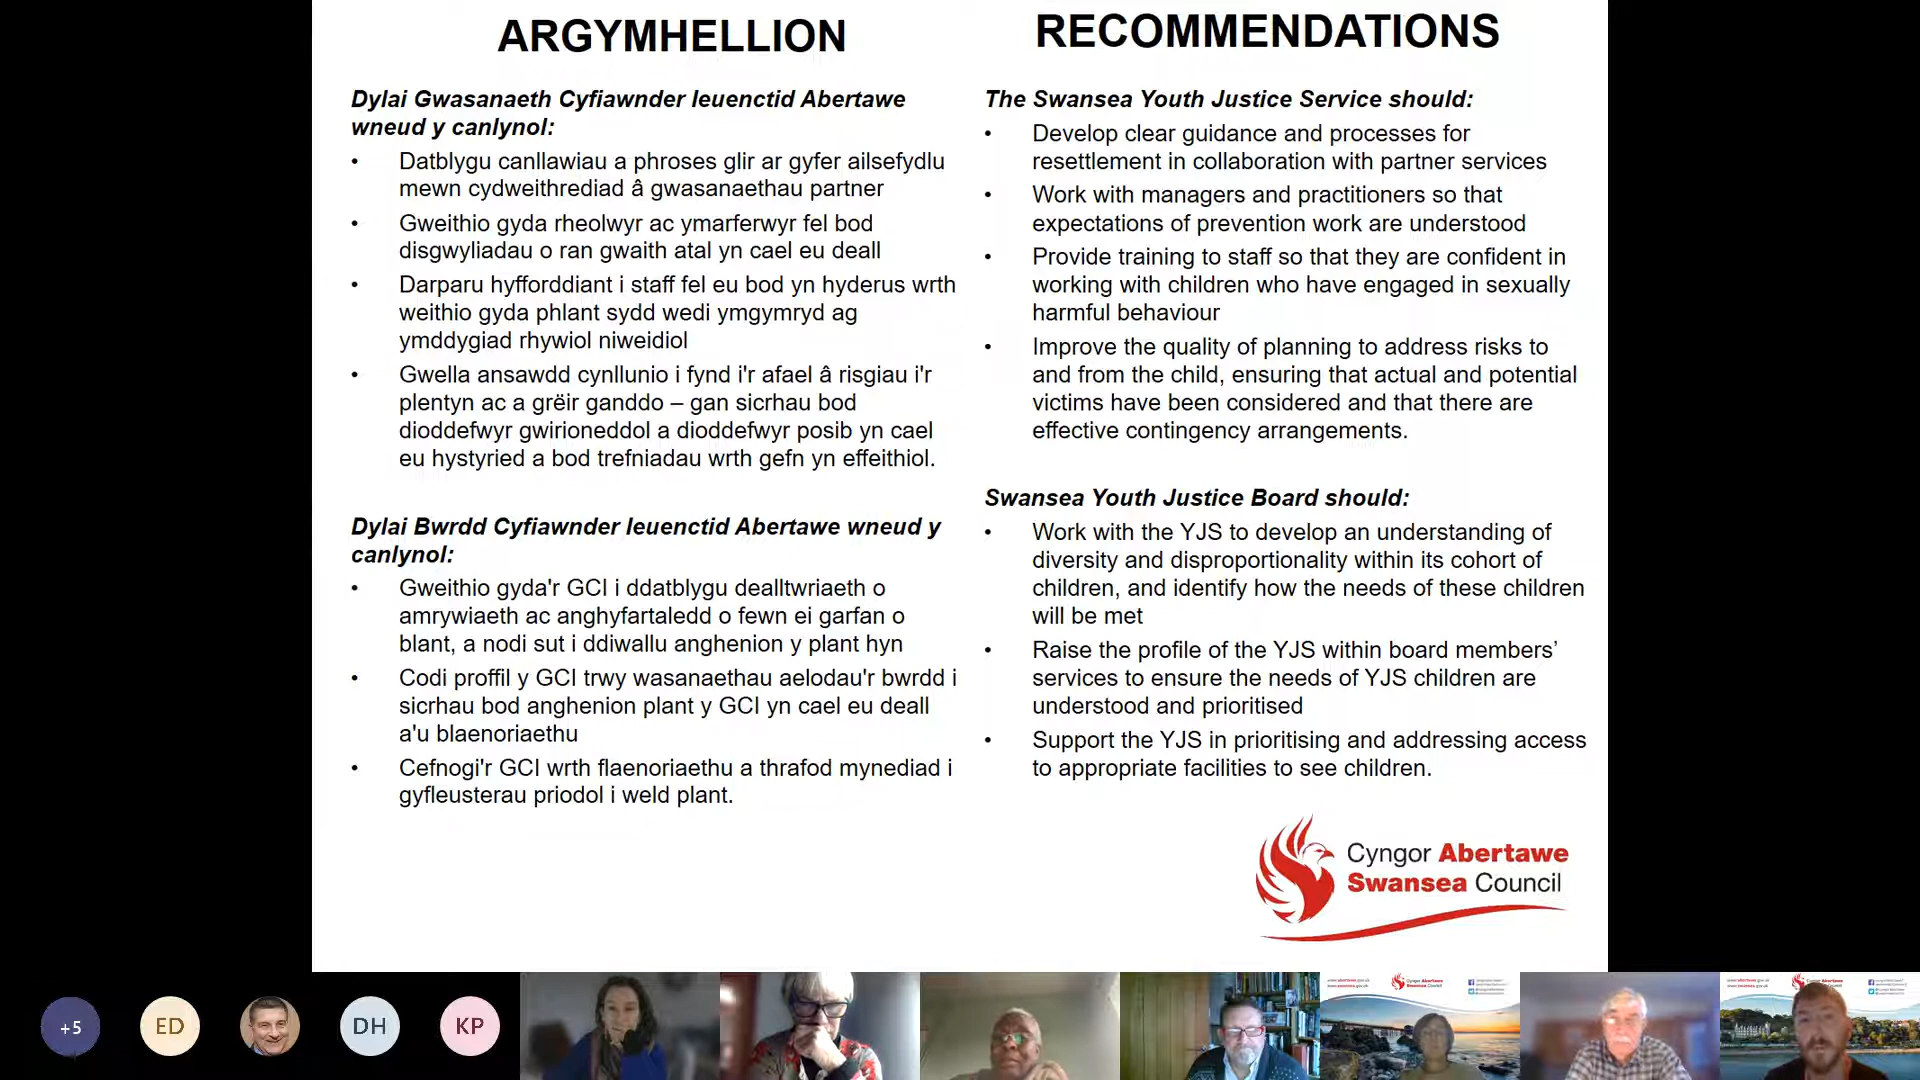 ARGYMHELLION
Dylai Gwasanaeth Cyfiawnder Ieuenctid Abertawe
wneud y canlynol:
• Datblygu canllawiau a phroses glir ar gyfer ailsefydlu
mewn cydweithrediad â gwasanaethau partner
• Gweithio gyda rheolwyr ac ymarferwyr fel bod
disgwyliadau o ran gwaith atal yn cael eu deall
• Darparu hyfforddiant i staff fel eu bod yn hyderus wrth
weithio gyda phlant sydd wedi ymgymryd ag
ymddygiad rhywiol niweidiol
• Gwella ansawdd cynllunio i fynd i'r afael â risgiau i'r
plentyn ac a grëir ganddo – gan sicrhau bod
dioddefwyr gwirioneddol a dioddefwyr posib yn cael
eu hystyried a bod trefniadau wrth gefn yn effeithiol.
Dylai Bwrdd Cyfiawnder Ieuenctid Abertawe wneud y
canlynol:
• Gweithio gyda'r GCI i ddatblygu dealltwriaeth o
amrywiaeth ac anghyfartaledd o fewn ei garfan o
blant, a nodi sut i ddiwallu anghenion y plant hyn
• Codi proffil y GCI trwy wasanaethau aelodau'r bwrdd i
sicrhau bod anghenion plant y GCI yn cael eu deall
a'u blaenoriaethu
• Cefnogi'r GCI wrth flaenoriaethu a thrafod mynediad i
gyfleusterau priodol i weld plant.
RECOMMENDATIONS
The Swansea Youth Justice Service should:
• Develop clear guidance and processes for
resettlement in collaboration with partner services
• Work with managers and practitioners so that
expectations of prevention work are understood
• Provide training to staff so that they are confident in
working with children who have engaged in sexually
harmful behaviour
• Improve the quality of planning to address risks to
and from the child, ensuring that actual and potential
victims have been considered and that there are
effective contingency arrangements.
Swansea Youth Justice Board should:
• Work with the YJS to develop an understanding of
diversity and disproportionality within its cohort of
children, and identify how the needs of these children
will be met
• Raise the profile of the YJS within board members’
services to ensure the needs of YJS children are
understood and prioritised
• Support the YJS in prioritising and addressing access
to appropriate facilities to see children.
Cyngor Abertawe
Swansea Council
+5
ED
DH
KP